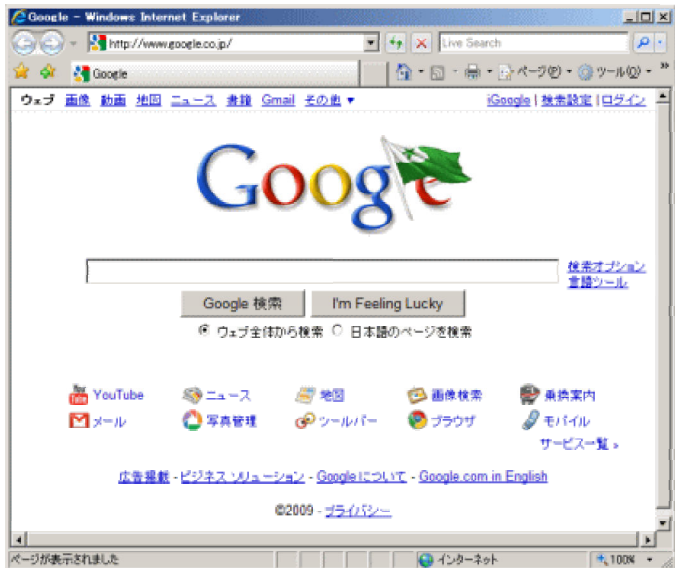 Google - Windows Internet Explorer
http://www.google.co.jp/
Live Search
Google
ページ(P)
ツール(O)
ウェブ 画像 動画 地図 ニュース 書籍 Gmail その他 ▼
iGoogle | 検索設定 | ログイン
Google
検索オプション
言語ツール
Google 検索
I'm Feeling Lucky
ウェブ全体から検索 日本語のページを検索
YouTube ニュース 地図 画像検索 乗換案内
メール 写真管理 ツールバー ブラウザ モバイル
サービス一覧 »
広告掲載 - ビジネス ソリューション - Google について - Google.com in English
©2009 - プライバシー
ページが表示されました
インターネット
100%